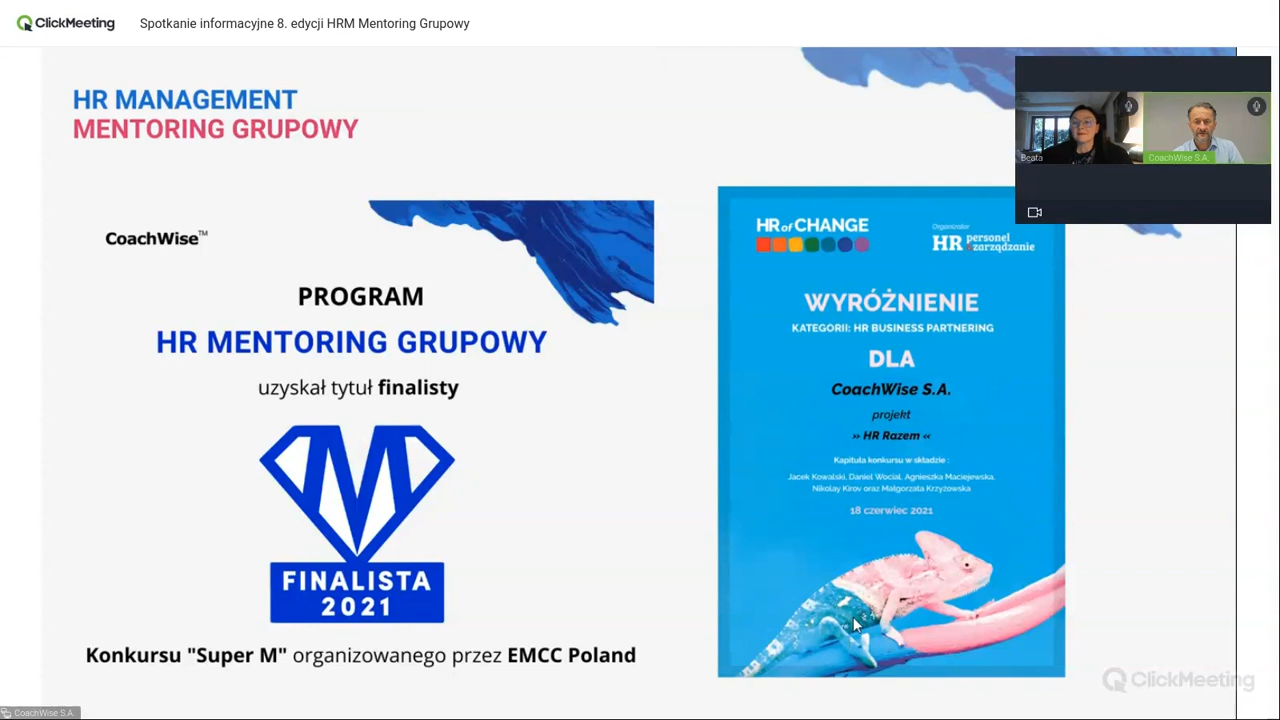 ClickMeeting
Spotkanie informacyjne 8. edycji HRM Mentoring Grupowy
HR MANAGEMENT
MENTORING GRUPOWY
CoachWise™
PROGRAM
HR MENTORING GRUPOWY
uzyskał tytuł finalisty
M
FINALISTA
2021
Konkursu "Super M" organizowanego przez EMCC Poland
HR of CHANGE
Organizator
HR personel
& zarządzanie
WYRÓŻNIENIE
KATEGORII: HR BUSINESS PARTNERING
DLA
CoachWise S.A.
projekt
›› HR Razem ‹‹
Kapituła konkursu w składzie :
Jacek Kowalski, Daniel Wocial, Agnieszka Maciejewska,
Nikolay Kirov oraz Małgorzata Krzyżowska
18 czerwiec 2021
Beata
CoachWise S.A.
ClickMeeting
CoachWise S.A.